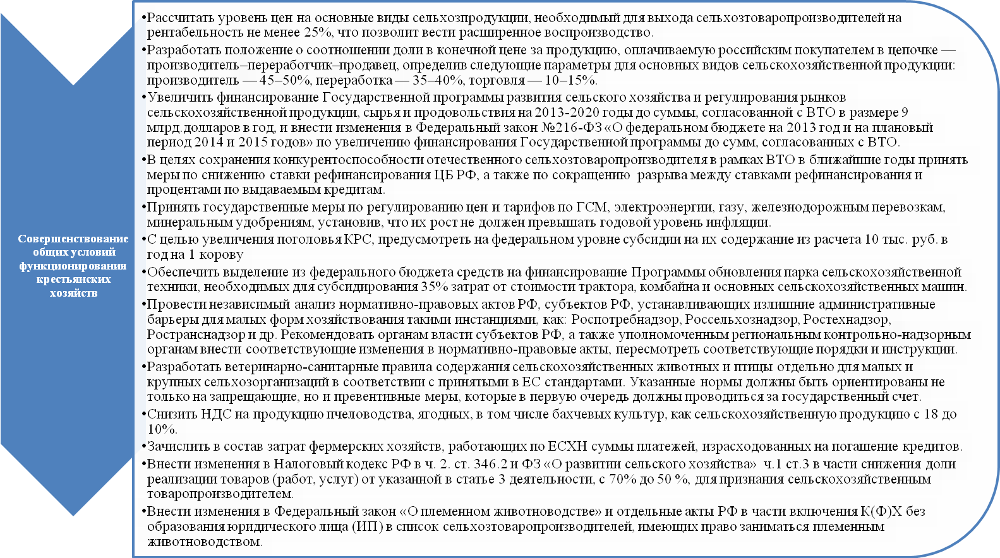 Совершенствование
общих условий
функционирования
крестьянских
хозяйств
•Рассчитать уровень цен на основные виды сельхозпродукции, необходимый для выхода сельхозтоваропроизводителей на
рентабельность не менее 25%, что позволит вести расширенное воспроизводство.
•Разработать положение о соотношении доли в конечной цене за продукцию, оплачиваемую российским покупателем в цепочке —
производитель–переработчик–продавец, определив следующие параметры для основных видов сельскохозяйственной продукции:
производитель — 45–50%, переработка — 35–40%, торговля — 10–15%.
•Увеличить финансирование Государственной программы развития сельского хозяйства и регулирования рынков
сельскохозяйственной продукции, сырья и продовольствия на 2013-2020 годы до суммы, согласованной с ВТО в размере 9
млрд.долларов в год, и внести изменения в Федеральный закон №216-ФЗ «О федеральном бюджете на 2013 год и на плановый
период 2014 и 2015 годов» по увеличению финансирования Государственной программы до сумм, согласованных с ВТО.
•В целях сохранения конкурентоспособности отечественного сельхозтоваропроизводителя в рамках ВТО в ближайшие годы принять
меры по снижению ставки рефинансирования ЦБ РФ, а также по сокращению  разрыва между ставками рефинансирования и
процентами по выдаваемым кредитам.
•Принять государственные меры по регулированию цен и тарифов по ГСМ, электроэнергии, газу, железнодорожным перевозкам,
минеральным удобрениям, установив, что их рост не должен превышать годовой уровень инфляции.
•С целью увеличения поголовья КРС, предусмотреть на федеральном уровне субсидии на их содержание из расчета 10 тыс. руб. в
год на 1 корову
•Обеспечить выделение из федерального бюджета средств на финансирование Программы обновления парка сельскохозяйственной
техники, необходимых для субсидирования 35% затрат от стоимости трактора, комбайна и основных сельскохозяйственных машин.
•Провести независимый анализ нормативно-правовых актов РФ, субъектов РФ, устанавливающих излишние административные
барьеры для малых форм хозяйствования такими инстанциями, как: Роспотребнадзор, Россельхознадзор, Ростехнадзор,
Ространснадзор и др. Рекомендовать органам власти субъектов РФ, а также уполномоченным региональным контрольно-надзорным
органам внести соответствующие изменения в нормативно-правовые акты, пересмотреть соответствующие порядки и инструкции.
•Разработать ветеринарно-санитарные правила содержания сельскохозяйственных животных и птицы отдельно для малых и
крупных сельхозорганизаций в соответствии с принятыми в ЕС стандартами. Указанные нормы должны быть ориентированы не
только на запрещающие, но и превентивные меры, которые в первую очередь должны проводиться за государственный счет.
•Снизить НДС на продукцию пчеловодства, ягодных, в том числе бахчевых культур, как сельскохозяйственную продукцию с 18 до
10%.
•Зачислить в состав затрат фермерских хозяйств, работающих по ЕСХН суммы платежей, израсходованных на погашение кредитов.
•Внести изменения в Налоговый кодекс РФ в ч. 2. ст. 346.2 и ФЗ «О развитии сельского хозяйства»  ч.1 ст.3 в части снижения доли
реализации товаров (работ, услуг) от указанной в статье 3 деятельности, с 70% до 50 %, для признания сельскохозяйственным
товаропроизводителем.
•Внести изменения в Федеральный закон «О племенном животноводстве» и отдельные акты РФ в части включения К(Ф)Х без
образования юридического лица (ИП) в список сельхозтоваропроизводителей, имеющих право заниматься племенным
животноводством.